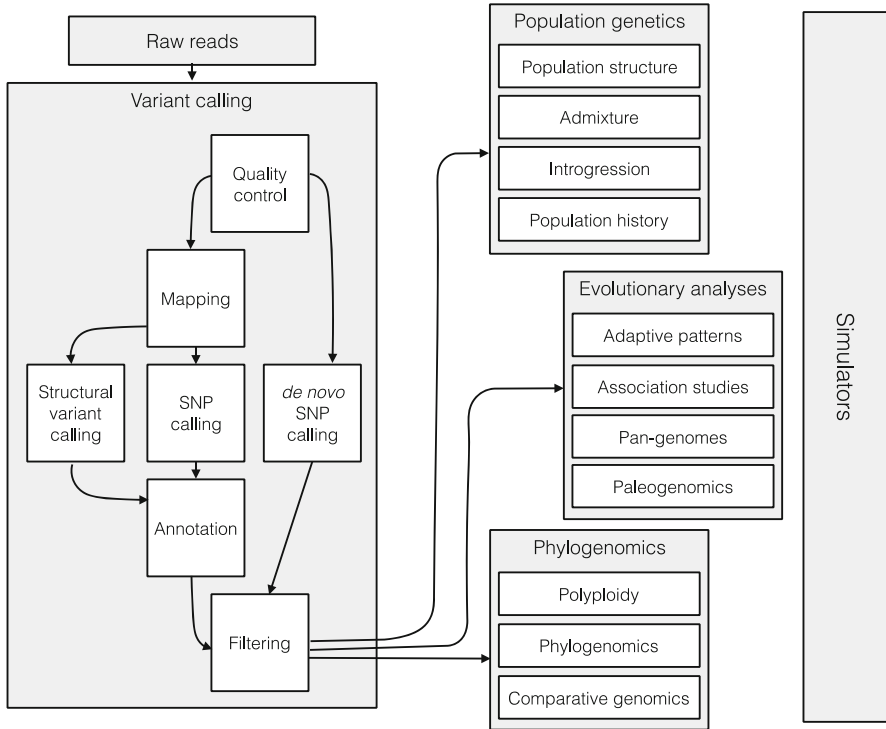 Raw reads
Variant calling
Quality
control
Mapping
Structural
variant
calling
SNP
calling
de novo
SNP
calling
Annotation
Filtering
Population genetics
Population structure
Admixture
Introgression
Population history
Evolutionary analyses
Adaptive patterns
Association studies
Pan-genomes
Paleogenomics
Phylogenomics
Polyploidy
Phylogenomics
Comparative genomics
Simulators